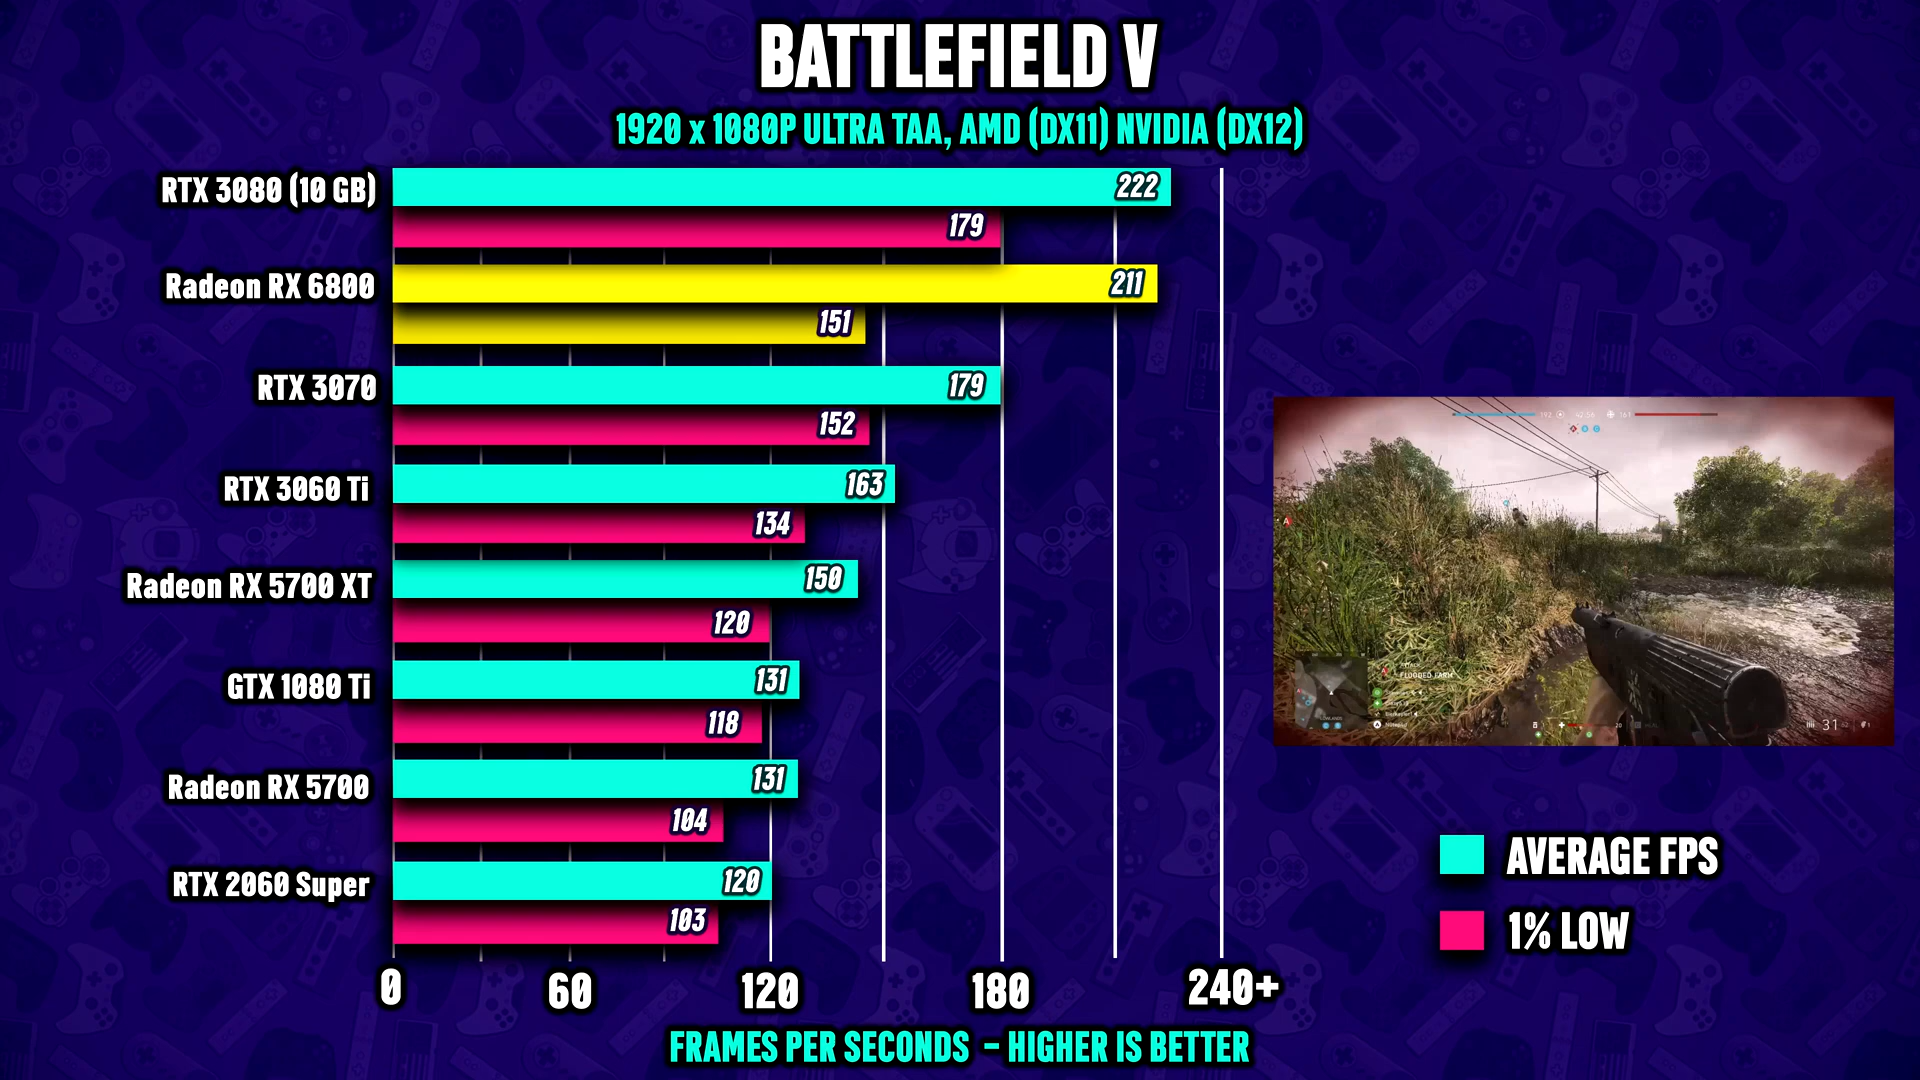 BATTLEFIELD V
1920 x 1080P ULTRA TAA, AMD (DX11) NVIDIA (DX12)
RTX 3080 (10 GB)
222
179
Radeon RX 6800
211
151
RTX 3070
179
152
RTX 3060 Ti
163
134
Radeon RX 5700 XT
150
120
GTX 1080 Ti
131
118
Radeon RX 5700
131
104
RTX 2060 Super
120
103
0 60 120 180 240+
FRAMES PER SECONDS – HIGHER IS BETTER
A
FLOODED FARM
31
AVERAGE FPS
1% LOW